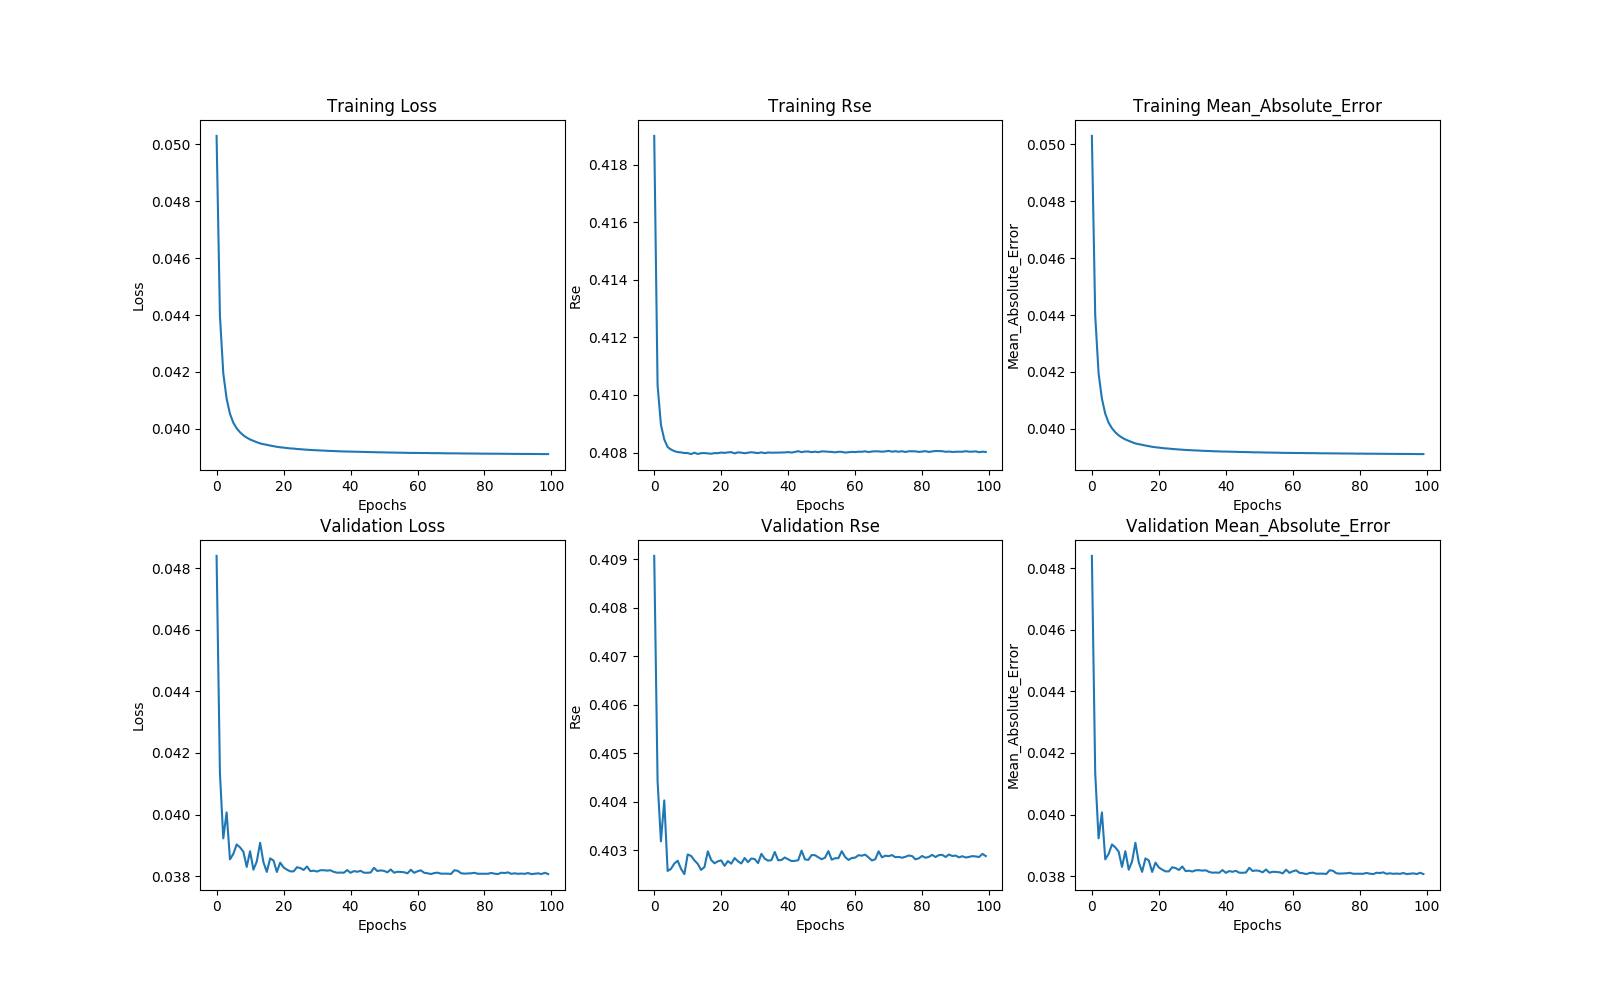 Training Loss
Training Rse
Training Mean_Absolute_Error
Loss
0.050
0.048
0.046
0.044
0.042
0.040
0 20 40 60 80 100
Epochs
Rse
0.418
0.416
0.414
0.412
0.410
0.408
0 20 40 60 80 100
Epochs
Mean_Absolute_Error
0.050
0.048
0.046
0.044
0.042
0.040
0 20 40 60 80 100
Epochs
Validation Loss
Validation Rse
Validation Mean_Absolute_Error
Loss
0.048
0.046
0.044
0.042
0.040
0.038
0 20 40 60 80 100
Epochs
Rse
0.409
0.408
0.407
0.406
0.405
0.404
0.403
0 20 40 60 80 100
Epochs
Mean_Absolute_Error
0.048
0.046
0.044
0.042
0.040
0.038
0 20 40 60 80 100
Epochs